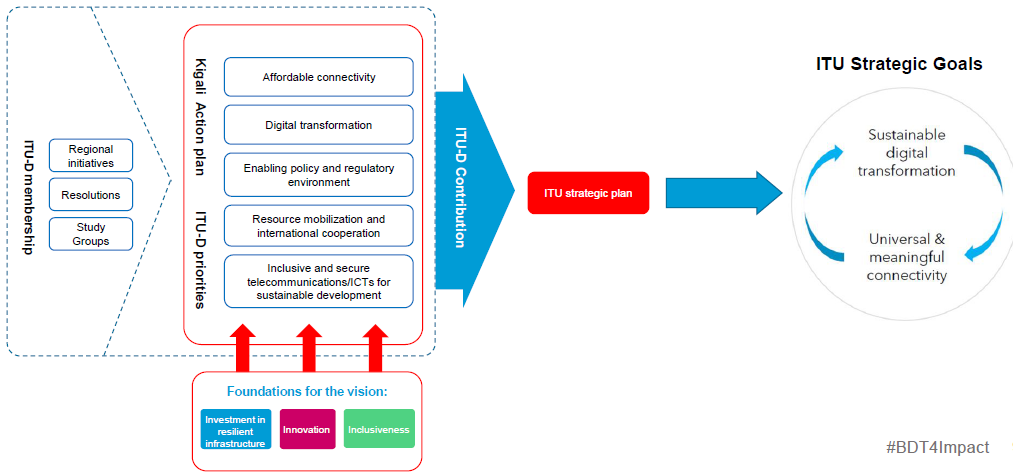 ITU-D membership
Regional
initiatives
Resolutions
Study
Groups
Kigali Action plan
ITU-D priorities
Affordable connectivity
Digital transformation
Enabling policy and regulatory
environment
Resource mobilization and
international cooperation
Inclusive and secure
telecommunications/ICTs for
sustainable development
Foundations for the vision:
Investment in
resilient
infrastructure
Innovation
Inclusiveness
ITU-D Contribution
ITU strategic plan
ITU Strategic Goals
Sustainable
digital
transformation
Universal &
meaningful
connectivity
#BDT4Impact